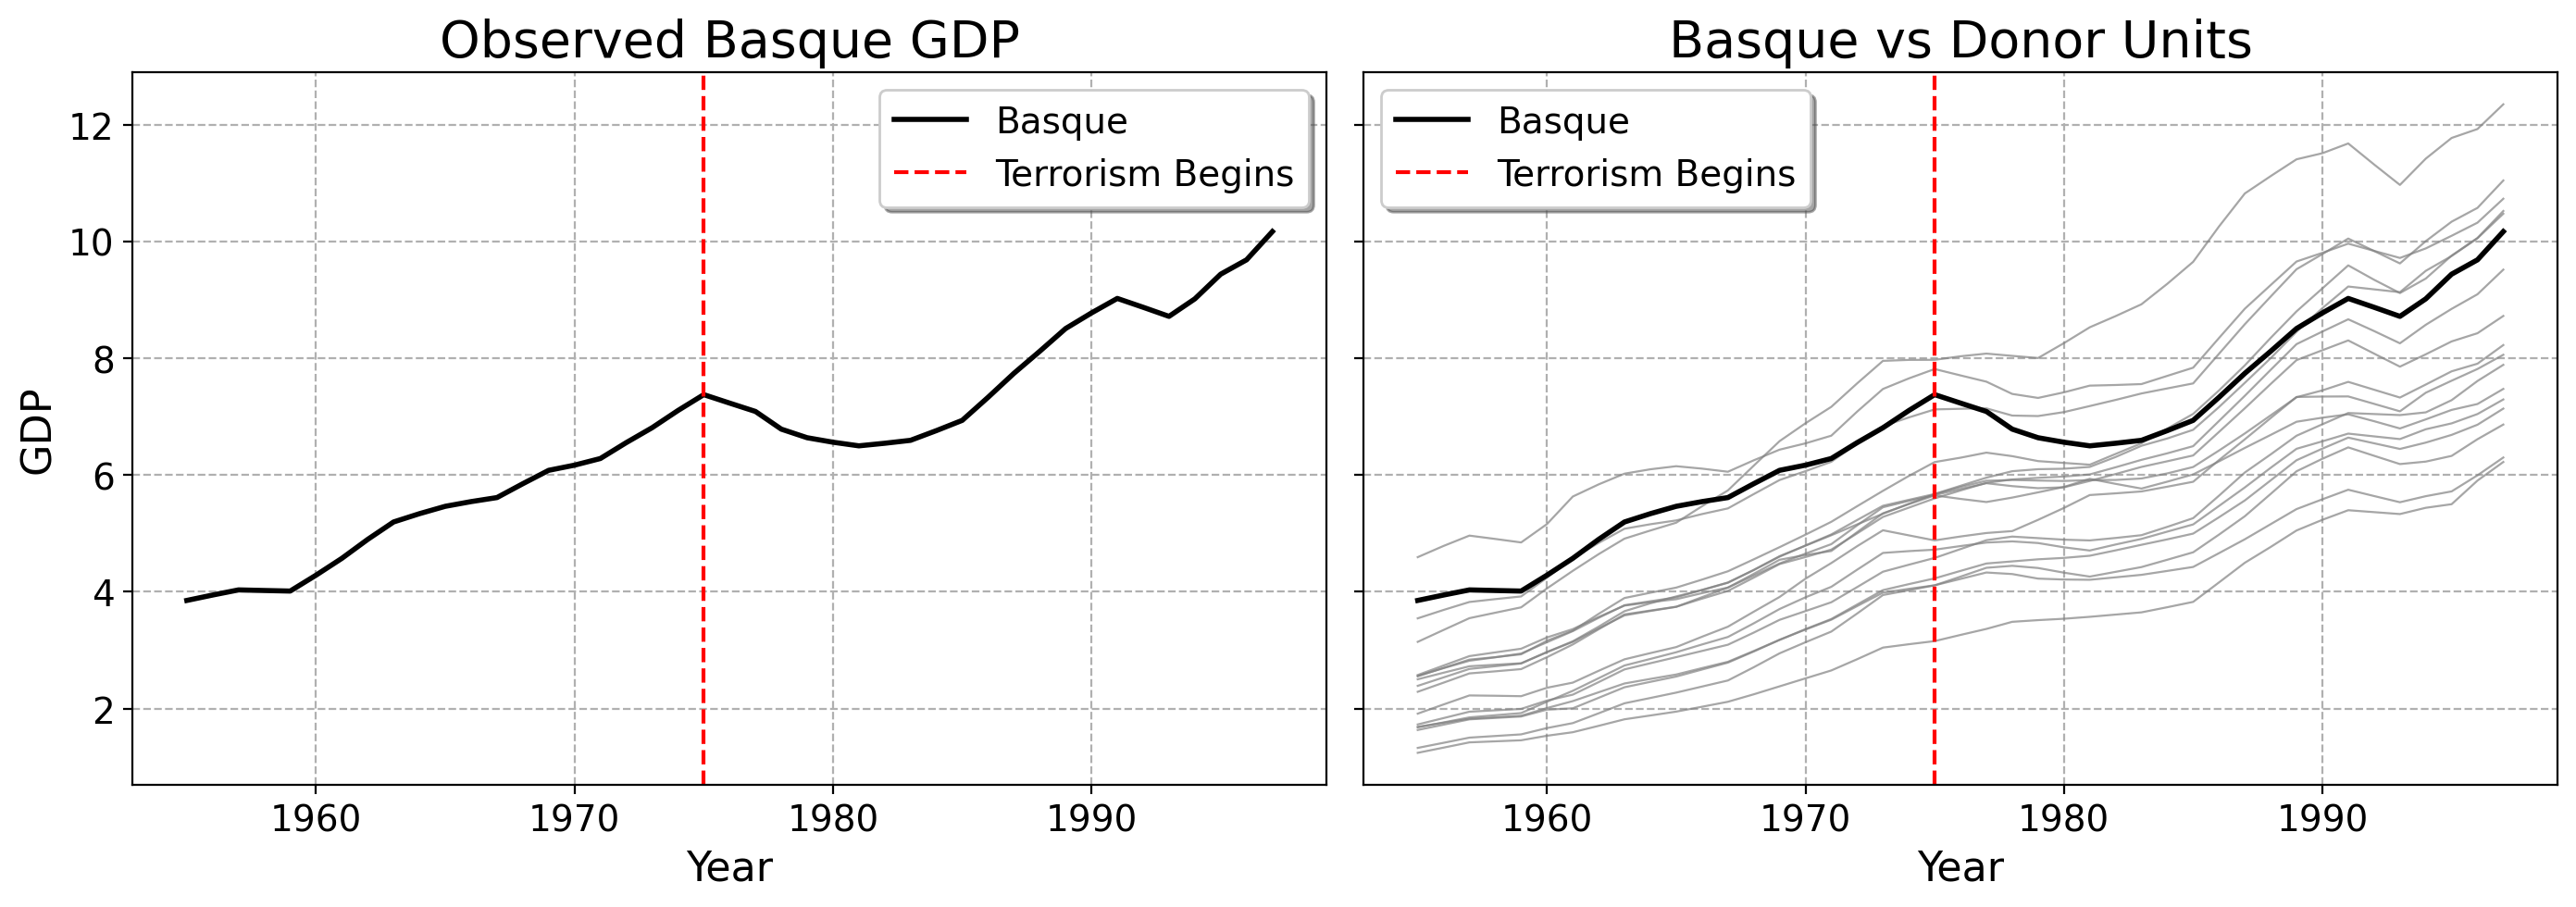 Observed Basque GDP
Basque
Terrorism Begins
12
10
8
6
4
2
GDP
1960 1970 1980 1990
Year
Basque vs Donor Units
Basque
Terrorism Begins
1960 1970 1980 1990
Year